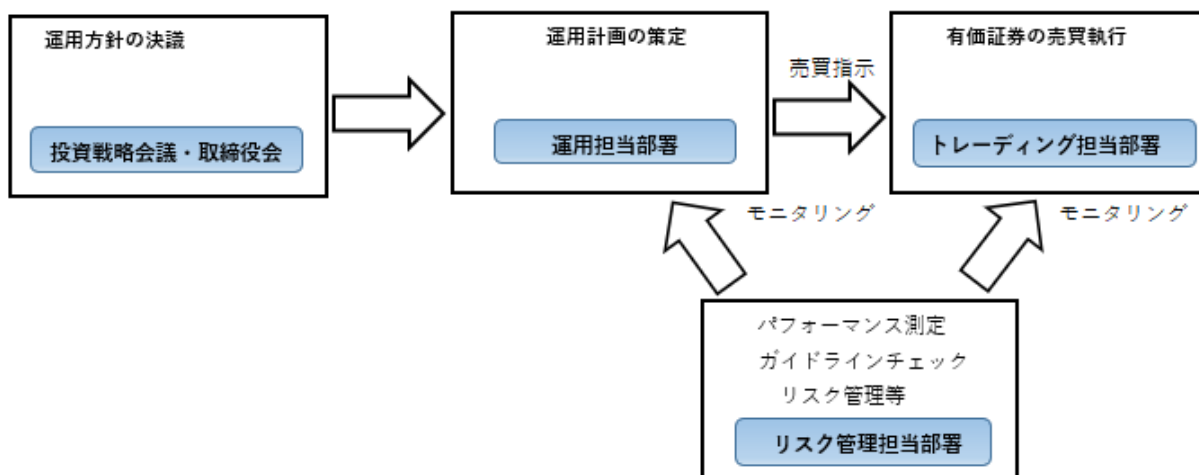 運用方針の決議
投資戦略会議・取締役会
運用計画の策定
運用担当部署
売買指示
有価証券の売買執行
トレーディング担当部署
モニタリング
モニタリング
パフォーマンス測定
ガイドラインチェック
リスク管理等
リスク管理担当部署